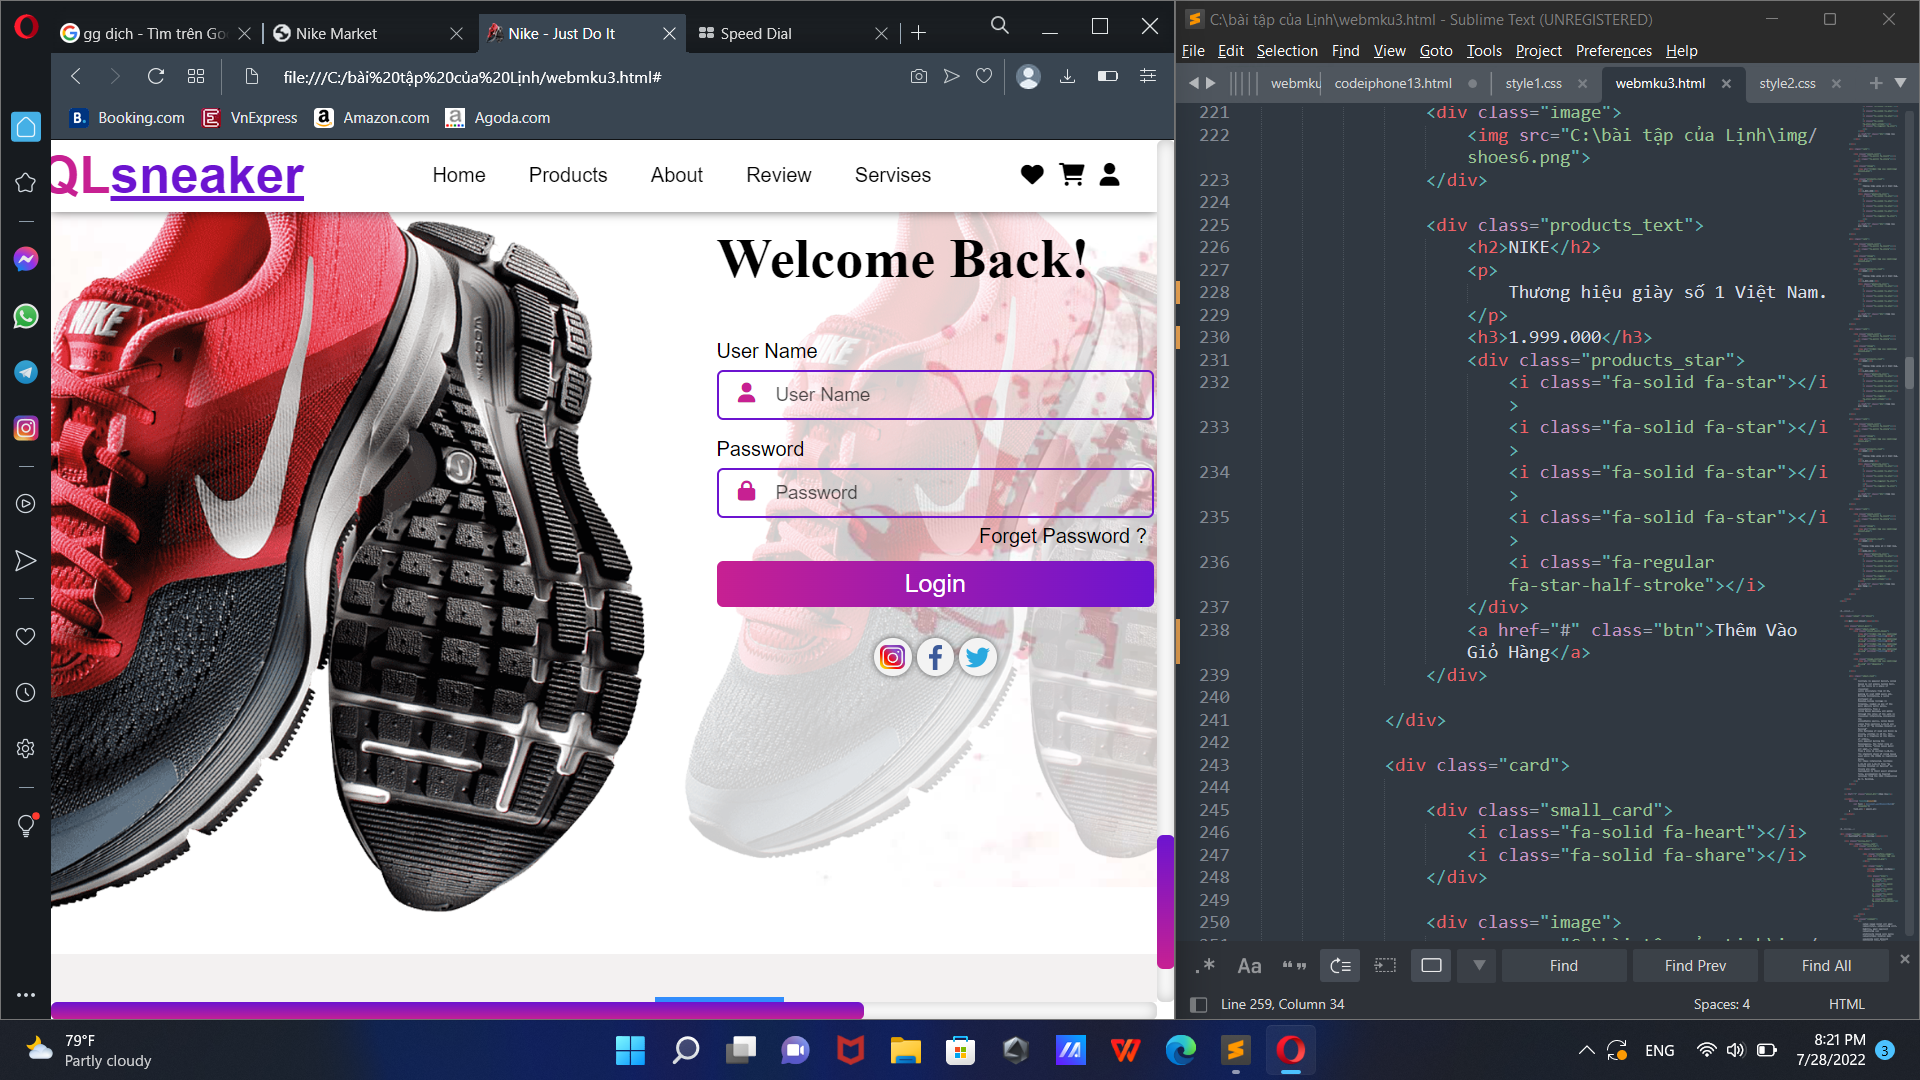 gg dịch - Tìm trên Go
Nike Market
Nike - Just Do It
Speed Dial
file:///C:/bài%20tập%20của%20Lịnh/webmku3.html#
Booking.com
VnExpress
Amazon.com
Agoda.com
QLsneaker
Home
Products
About
Review
Servises
NIKE
NIKE
Welcome Back!
User Name
User Name
Password
Password
Forget Password ?
Login
C:\bài tập của Lịnh\webmku3.html - Sublime Text (UNREGISTERED)
File Edit Selection Find View Goto Tools Project Preferences Help
webmku
codeiphone13.html
style1.css
webmku3.html
style2.css
221 <div class="image">
222 <img src="C:\bài tập của Lịnh\img/
shoes6.png">
223 </div>
224
225 <div class="products_text">
226 <h2>NIKE</h2>
227 <p>
228 Thương hiệu giày số 1 Việt Nam.
229 </p>
230 <h3>1.999.000</h3>
231 <div class="products_star">
232 <i class="fa-solid fa-star"></i
>
233 <i class="fa-solid fa-star"></i
>
234 <i class="fa-solid fa-star"></i
>
235 <i class="fa-solid fa-star"></i
>
236 <i class="fa-regular
fa-star-half-stroke"></i>
237 </div>
238 <a href="#" class="btn">Thêm Vào
Giỏ Hàng</a>
239 </div>
240
241 </div>
242
243 <div class="card">
244
245 <div class="small_card">
246 <i class="fa-solid fa-heart"></i>
247 <i class="fa-solid fa-share"></i>
248 </div>
249
250 <div class="image">
.* Aa Find Find Prev Find All
Line 259, Column 34
Spaces: 4
HTML
79°F
Partly cloudy
ENG
8:21 PM
7/28/2022
3